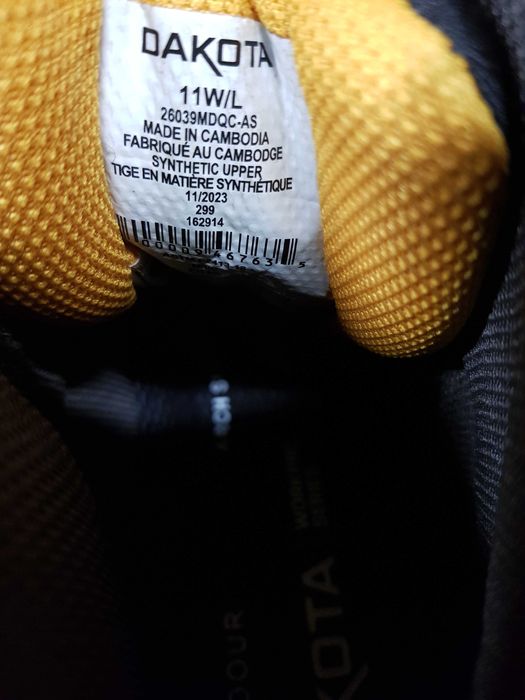 DAKOTA
11W/L
26039MDQC-AS
MADE IN CAMBODIA
FABRIQUÉ AU CAMBODGE
SYNTHETIC UPPER
TIGE EN MATIÈRE SYNTHÉTIQUE
11/2023
299
162914
DAKOTA